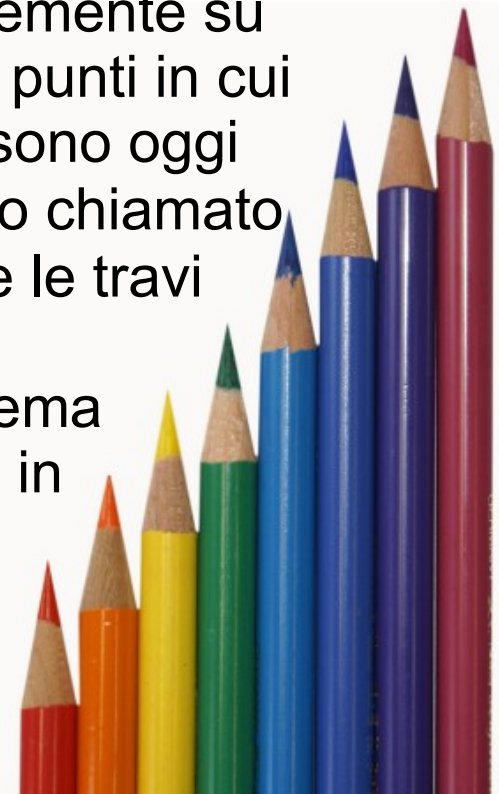 emente su
punti in cui
sono oggi
o chiamato
e le travi
ema
in